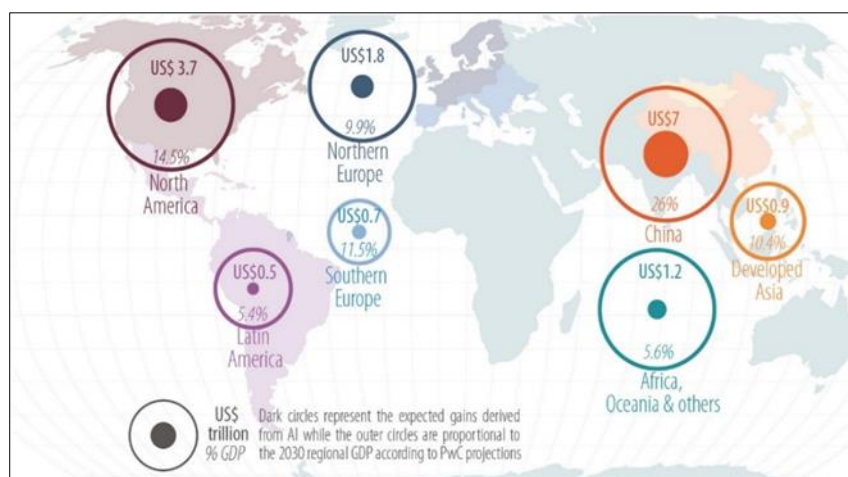 US$ 3.7
14.5%
North
America
US$1.8
9.9%
Northern
Europe
US$0.7
11.5%
Southern
Europe
US$0.5
5.4%
Latin
America
US$7
26%
China
US$0.9
10.4%
Developed
Asia
US$1.2
5.6%
Africa,
Oceania & others
US$
trillion
% GDP
Dark circles represent the expected gains derived
from AI while the outer circles are proportional to
the 2030 regional GDP according to PwC projections